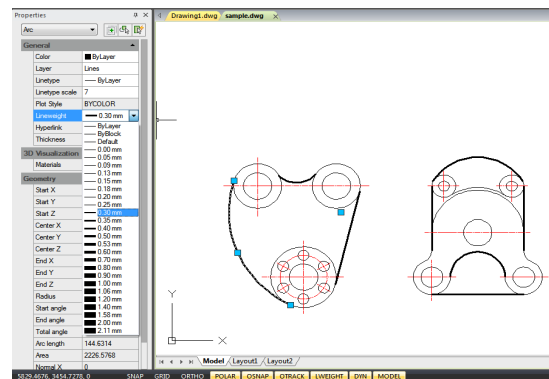 Properties
Drawing1.dwg sample.dwg
Arc
General
Color ByLayer
Layer Lines
Linetype ByLayer
Linetype scale 7
Plot Style BYCOLOR
Lineweight 0.30 mm
Hyperlink
Thickness
3D Visualization
Materials
Geometry
Start X
Start Y
Start Z
Center X
Center Y
Center Z
End X
End Y
End Z
Radius
Start angle
End angle
Total angle
ByLayer
ByBlock
Default
0.00 mm
0.05 mm
0.09 mm
0.13 mm
0.15 mm
0.18 mm
0.20 mm
0.25 mm
0.30 mm
0.35 mm
0.40 mm
0.50 mm
0.53 mm
0.60 mm
0.70 mm
0.80 mm
0.90 mm
1.00 mm
1.06 mm
1.20 mm
1.40 mm
1.58 mm
2.00 mm
2.11 mm
Arc length 144.6314
Area 2226.5768
Normal X 0
Y
X
Model Layout1 Layout2
5829.4676, 3454.7278, 0 SNAP GRID ORTHO POLAR OSNAP OTRACK LWEIGHT DYN MODEL